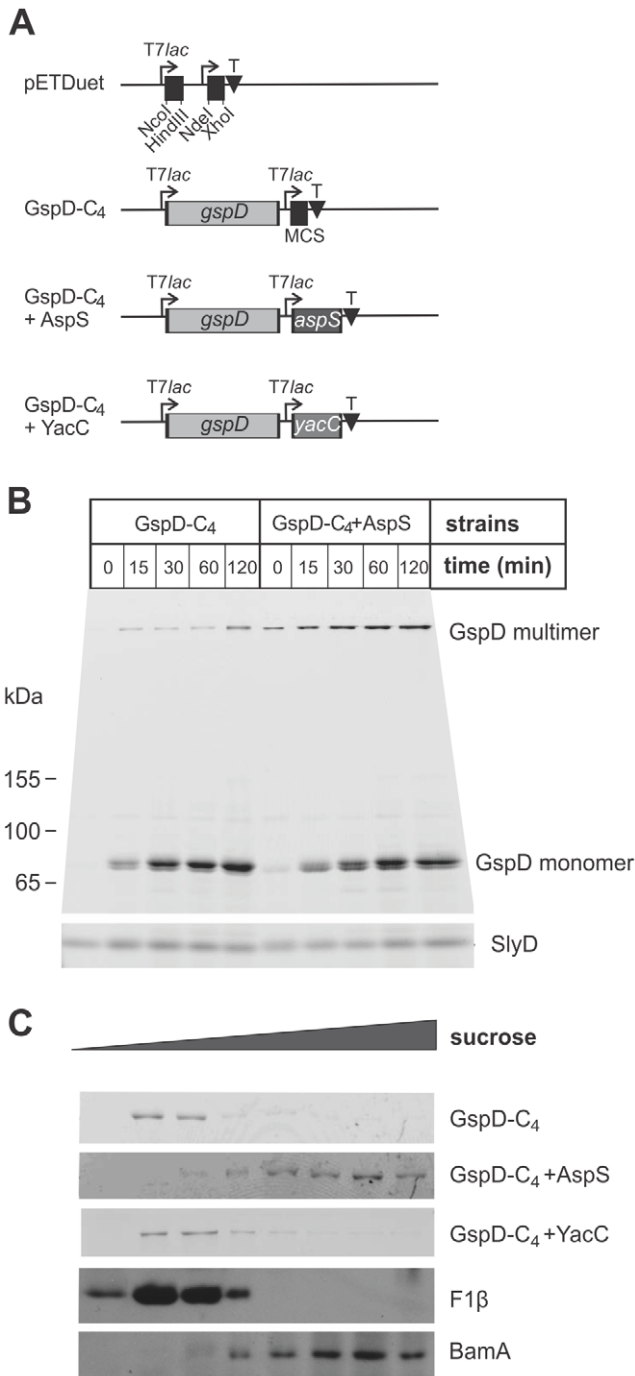 A
T7lac
T
pETDuet
NcoI
HindIII
NdeI
XhoI
T7lac
T7lac
T
GspD-C4
gspD
MCS
T7lac
T7lac
T
GspD-C4
+ AspS
gspD
aspS
T7lac
T7lac
T
GspD-C4
+ YacC
gspD
yacC
B
GspD-C4
GspD-C4+AspS
strains
0 15 30 60 120 0 15 30 60 120 time (min)
GspD multimer
kDa
155
100
GspD monomer
65
SlyD
C
sucrose
GspD-C4
GspD-C4 +AspS
GspD-C4 +YacC
F1β
BamA